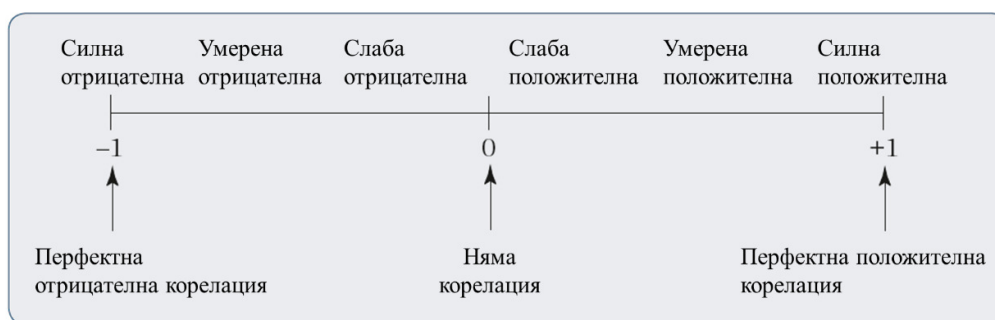 Силна
отрицателна
Умерена
отрицателна
Слаба
отрицателна
Слаба
положителна
Умерена
положителна
Силна
положителна
–1
0
+1
Перфектна
отрицателна корелация
Няма
корелация
Перфектна положителна
корелация